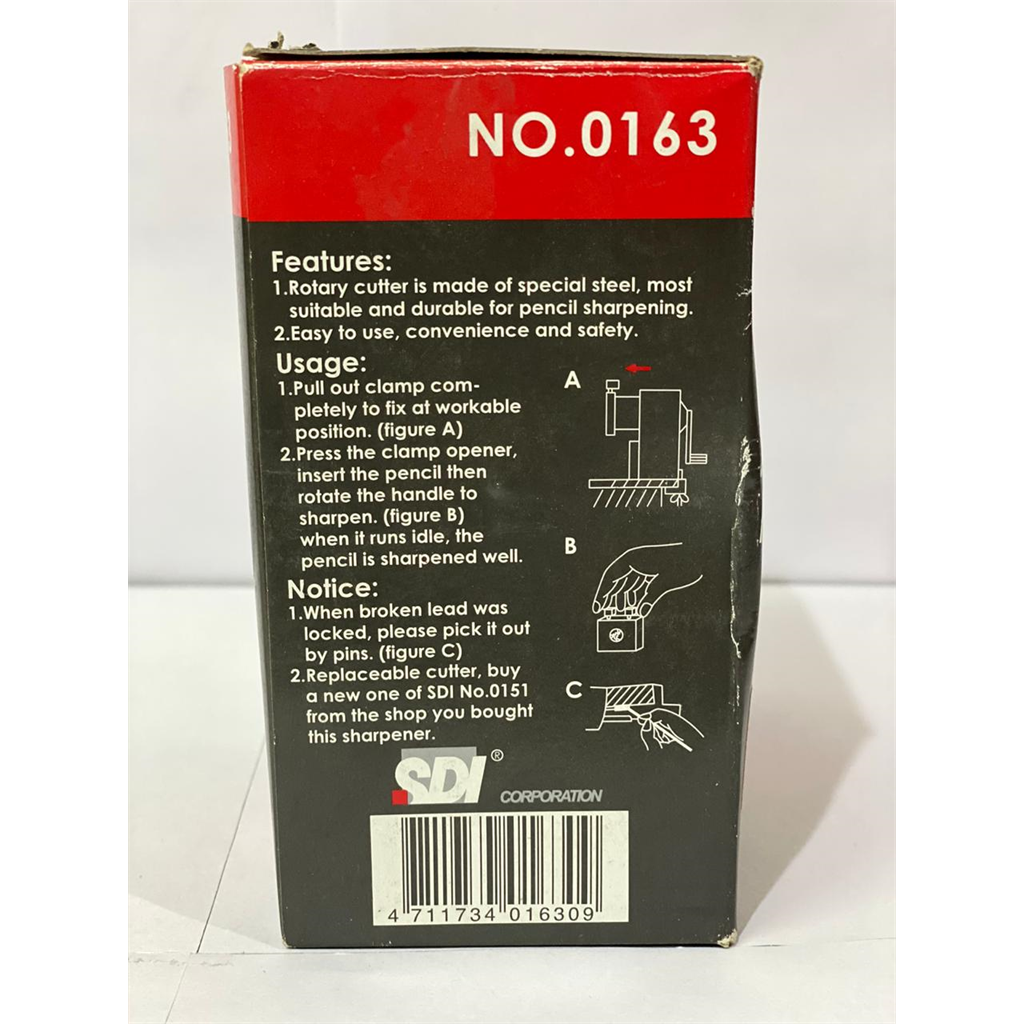 NO.0163
Features:
1.Rotary cutter is made of special steel, most
suitable and durable for pencil sharpening.
2.Easy to use, convenience and safety.
Usage:
1.Pull out clamp com-
pletely to fix at workable
position. (figure A)
2.Press the clamp opener,
insert the pencil then
rotate the handle to
sharpen. (figure B)
when it runs idle, the
pencil is sharpened well.
A
B
Notice:
1.When broken lead was
locked, please pick it out
by pins. (figure C)
2.Replaceable cutter, buy
a new one of SDI No.0151
from the shop you bought
this sharpener.
C
SDI ® CORPORATION
4 711734 016309